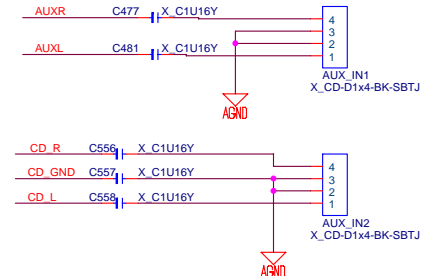 AUXR C477 X_C1U16Y 4
3
2
AUXL C481 X_C1U16Y 1
AUX_IN1
X_CD-D1x4-BK-SBTJ
AGND
CD_R C556 X_C1U16Y 4
CD_GND C557 X_C1U16Y 3
2
CD_L C558 X_C1U16Y 1
AUX_IN2
X_CD-D1x4-BK-SBTJ
AGND